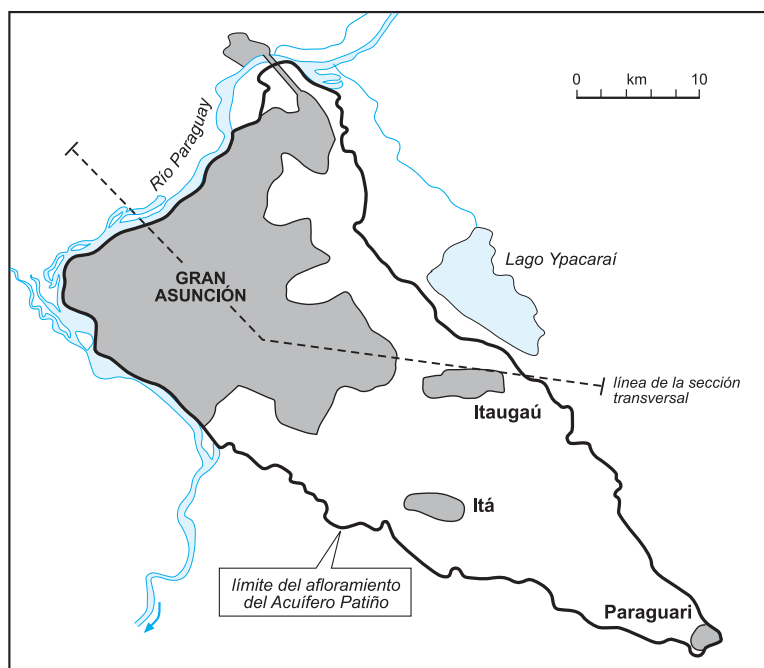 0 km 10
Río Paraguay
Lago Ypacaraí
GRAN
ASUNCIÓN
línea de la sección
transversal
Itaugaú
Itá
límite del afloramiento
del Acuífero Patiño
Paraguari